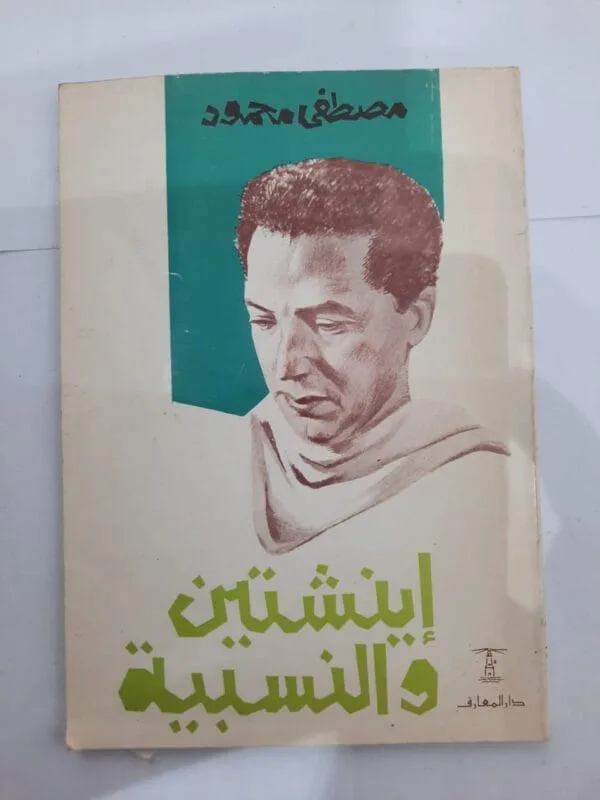 مصطفى محمود
إينشتين
والنسبية
دار المعارف